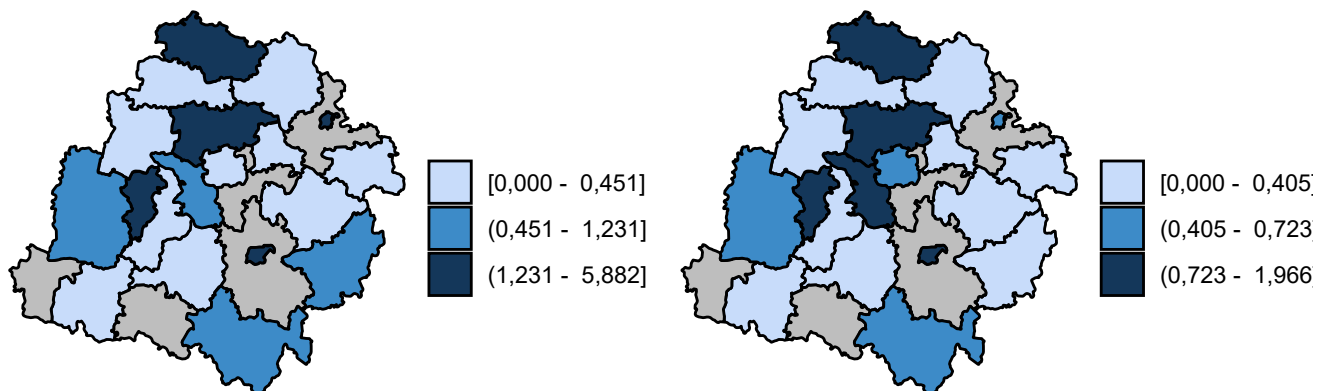 [0,000 - 0,451]
(0,451 - 1,231]
(1,231 - 5,882]
[0,000 - 0,405]
(0,405 - 0,723]
(0,723 - 1,966]